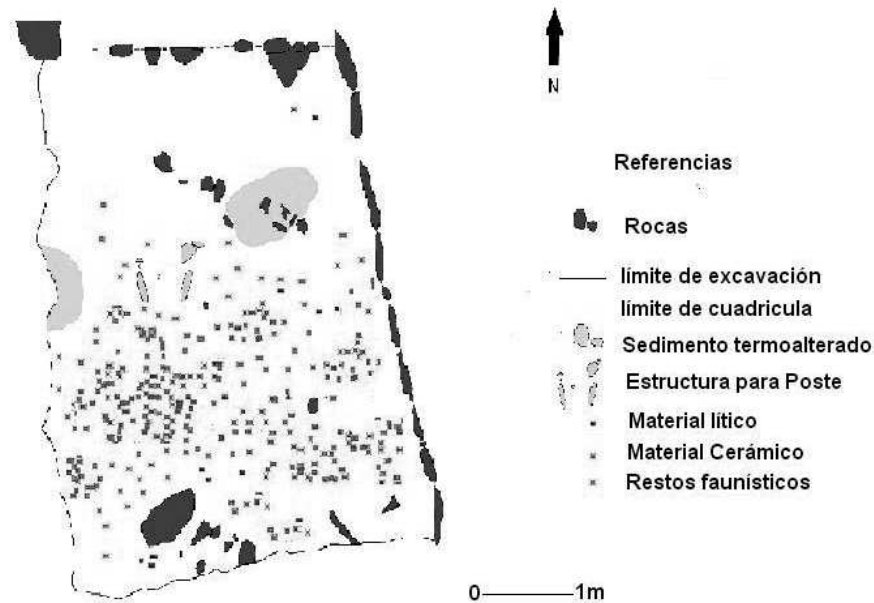 N
Referencias
Rocas
límite de excavación
límite de cuadricula
Sedimento termoalterado
Estructura para Poste
Material lítico
Material Cerámico
Restos faunísticos
0 1m